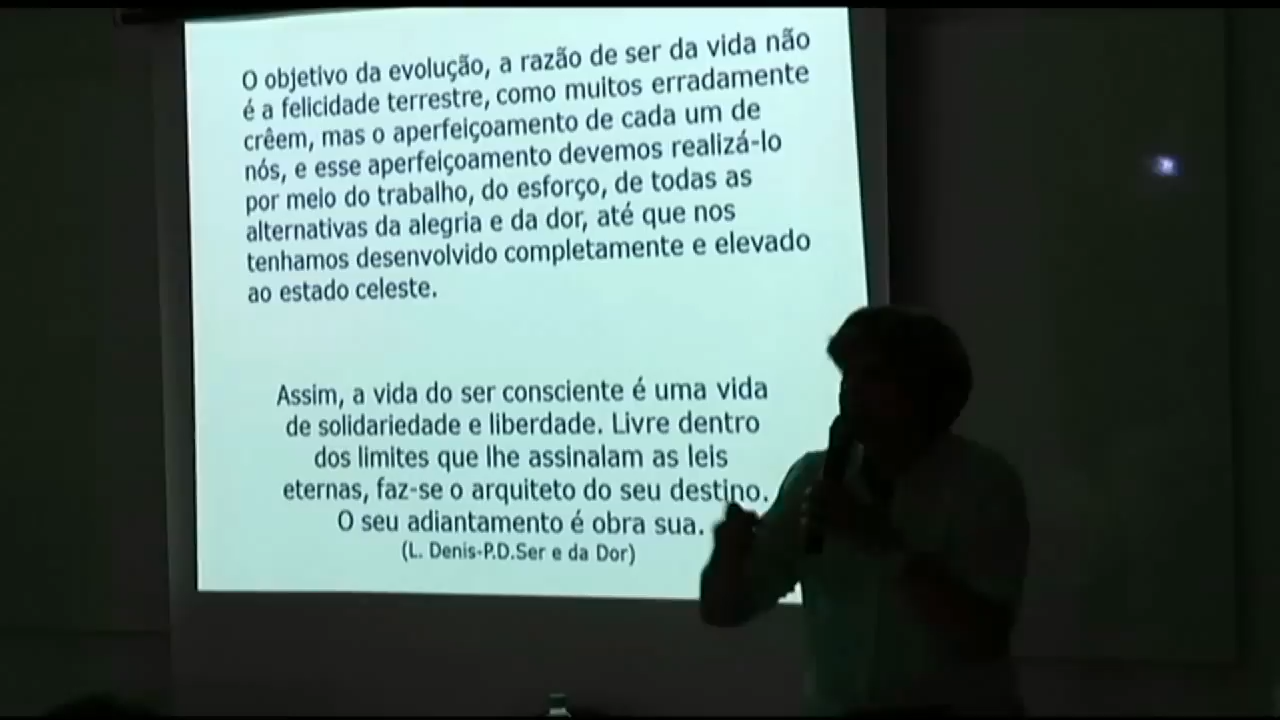 O objetivo da evolução, a razão de ser da vida não
é a felicidade terrestre, como muitos erradamente
crêem, mas o aperfeiçoamento de cada um de
nós, e esse aperfeiçoamento devemos realizá-lo
por meio do trabalho, do esforço, de todas as
alternativas da alegria e da dor, até que nos
tenhamos desenvolvido completamente e elevado
ao estado celeste.
Assim, a vida do ser consciente é uma vida
de solidariedade e liberdade. Livre dentro
dos limites que lhe assinalam as leis
eternas, faz-se o arquiteto do seu destino.
O seu adiantamento é obra sua.
(L. Denis-P.D.Ser e da Dor)